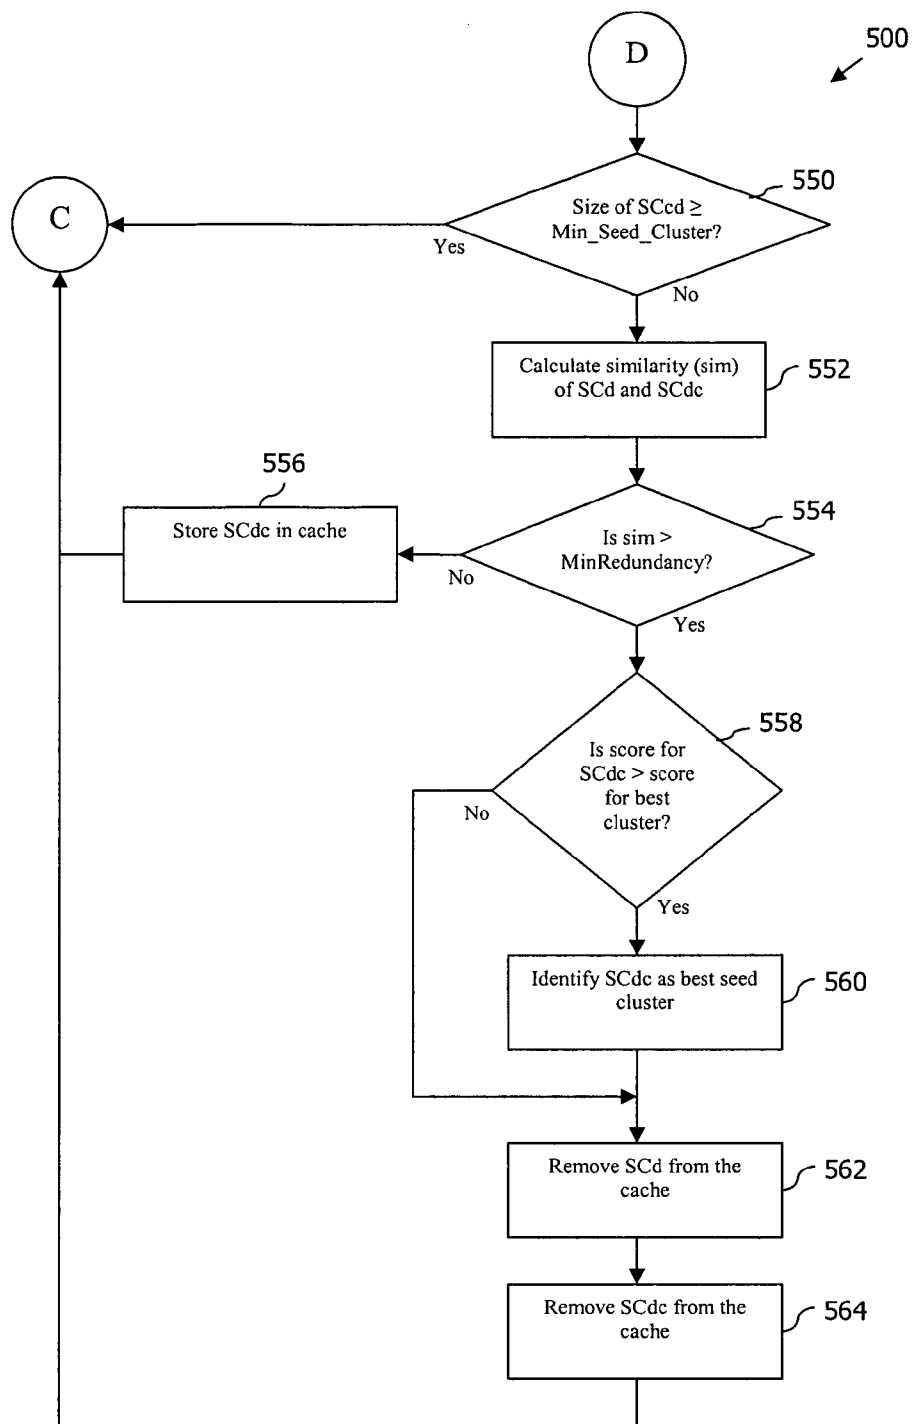 D
500
550
Size of SCcd ≥
Min_Seed_Cluster?
C
Yes
No
Calculate similarity (sim)
of SCd and SCdc
552
556
554
Store SCdc in cache
Is sim >
MinRedundancy?
No
Yes
558
Is score for
SCdc > score
for best
cluster?
No
Yes
Identify SCdc as best seed
cluster
560
Remove SCd from the
cache
562
Remove SCdc from the
cache
564